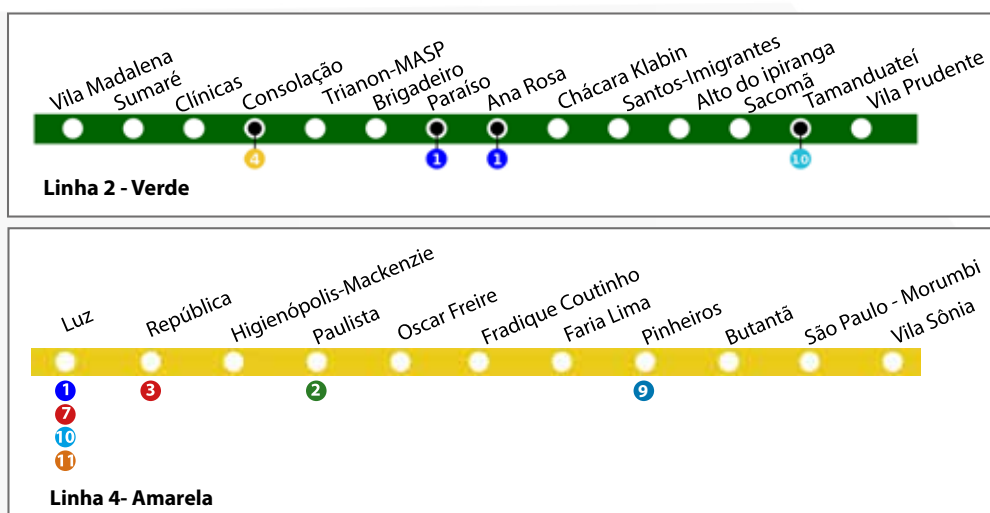 Vila Madalena
Sumaré
Clínicas
Consolação
Trianon-MASP
Brigadeiro
Paraíso
Ana Rosa
Chácara Klabin
Santos-Imigrantes
Alto do ipiranga
Sacomã
Tamanduateí
Vila Prudente
4
1
1
10
Linha 2 - Verde
Luz
República
Higienópolis-Mackenzie
Paulista
Oscar Freire
Fradique Coutinho
Faria Lima
Pinheiros
Butantã
São Paulo - Morumbi
Vila Sônia
1
3
2
9
7
10
11
Linha 4- Amarela